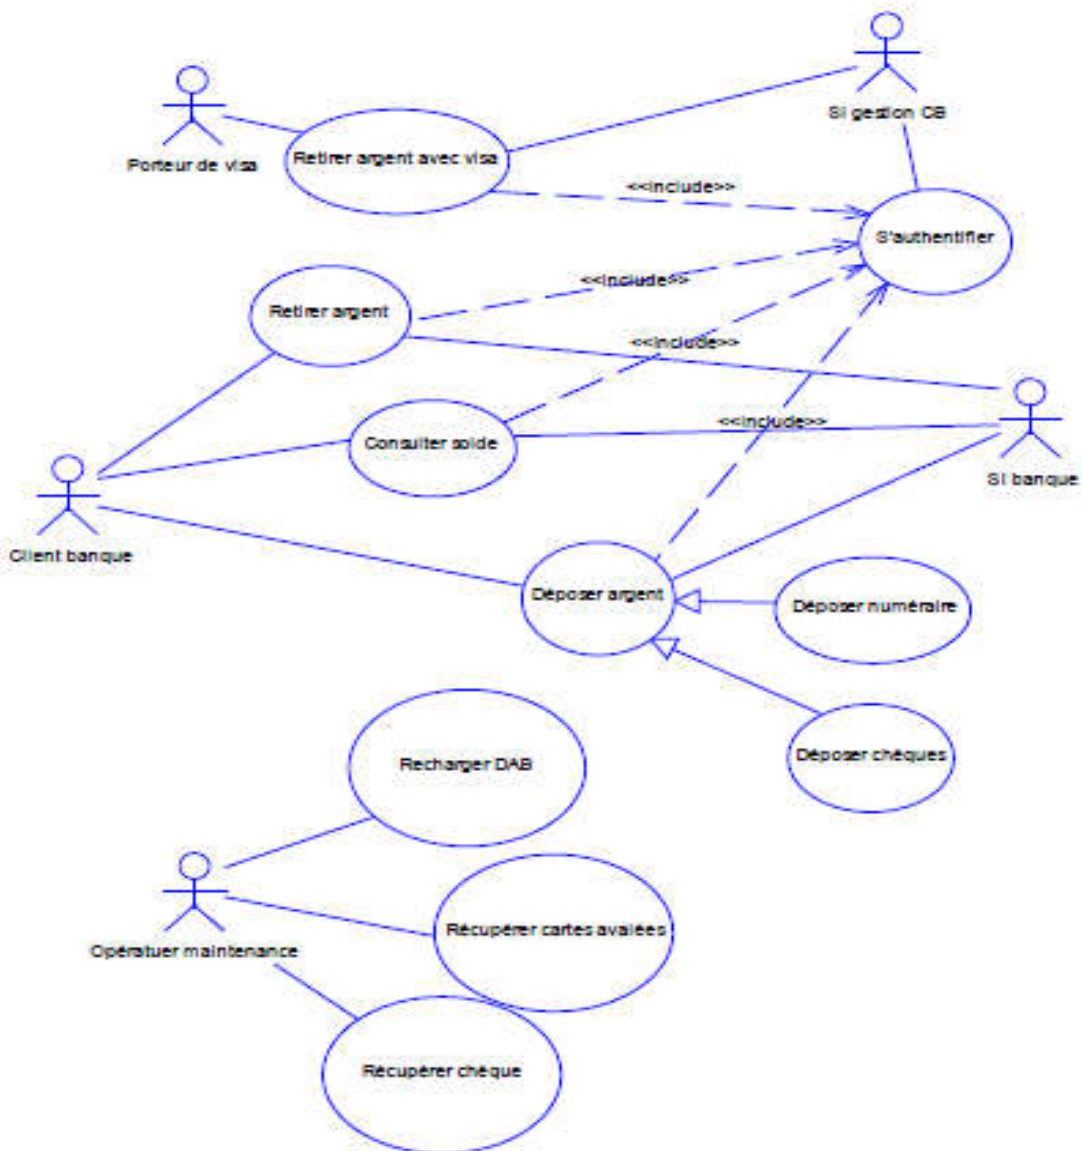 SI gestion CB
Porteur de visa
Retirer argent avec visa
<<include>>
S'authentifier
<<include>>
Retirer argent
<<include>>
<<include>>
Consulter solde
SI banque
Client banque
Déposer argent
Déposer numéraire
Déposer chèques
Recharger DAB
Récupérer cartes avalées
Opératuer maintenance
Récupérer chèque